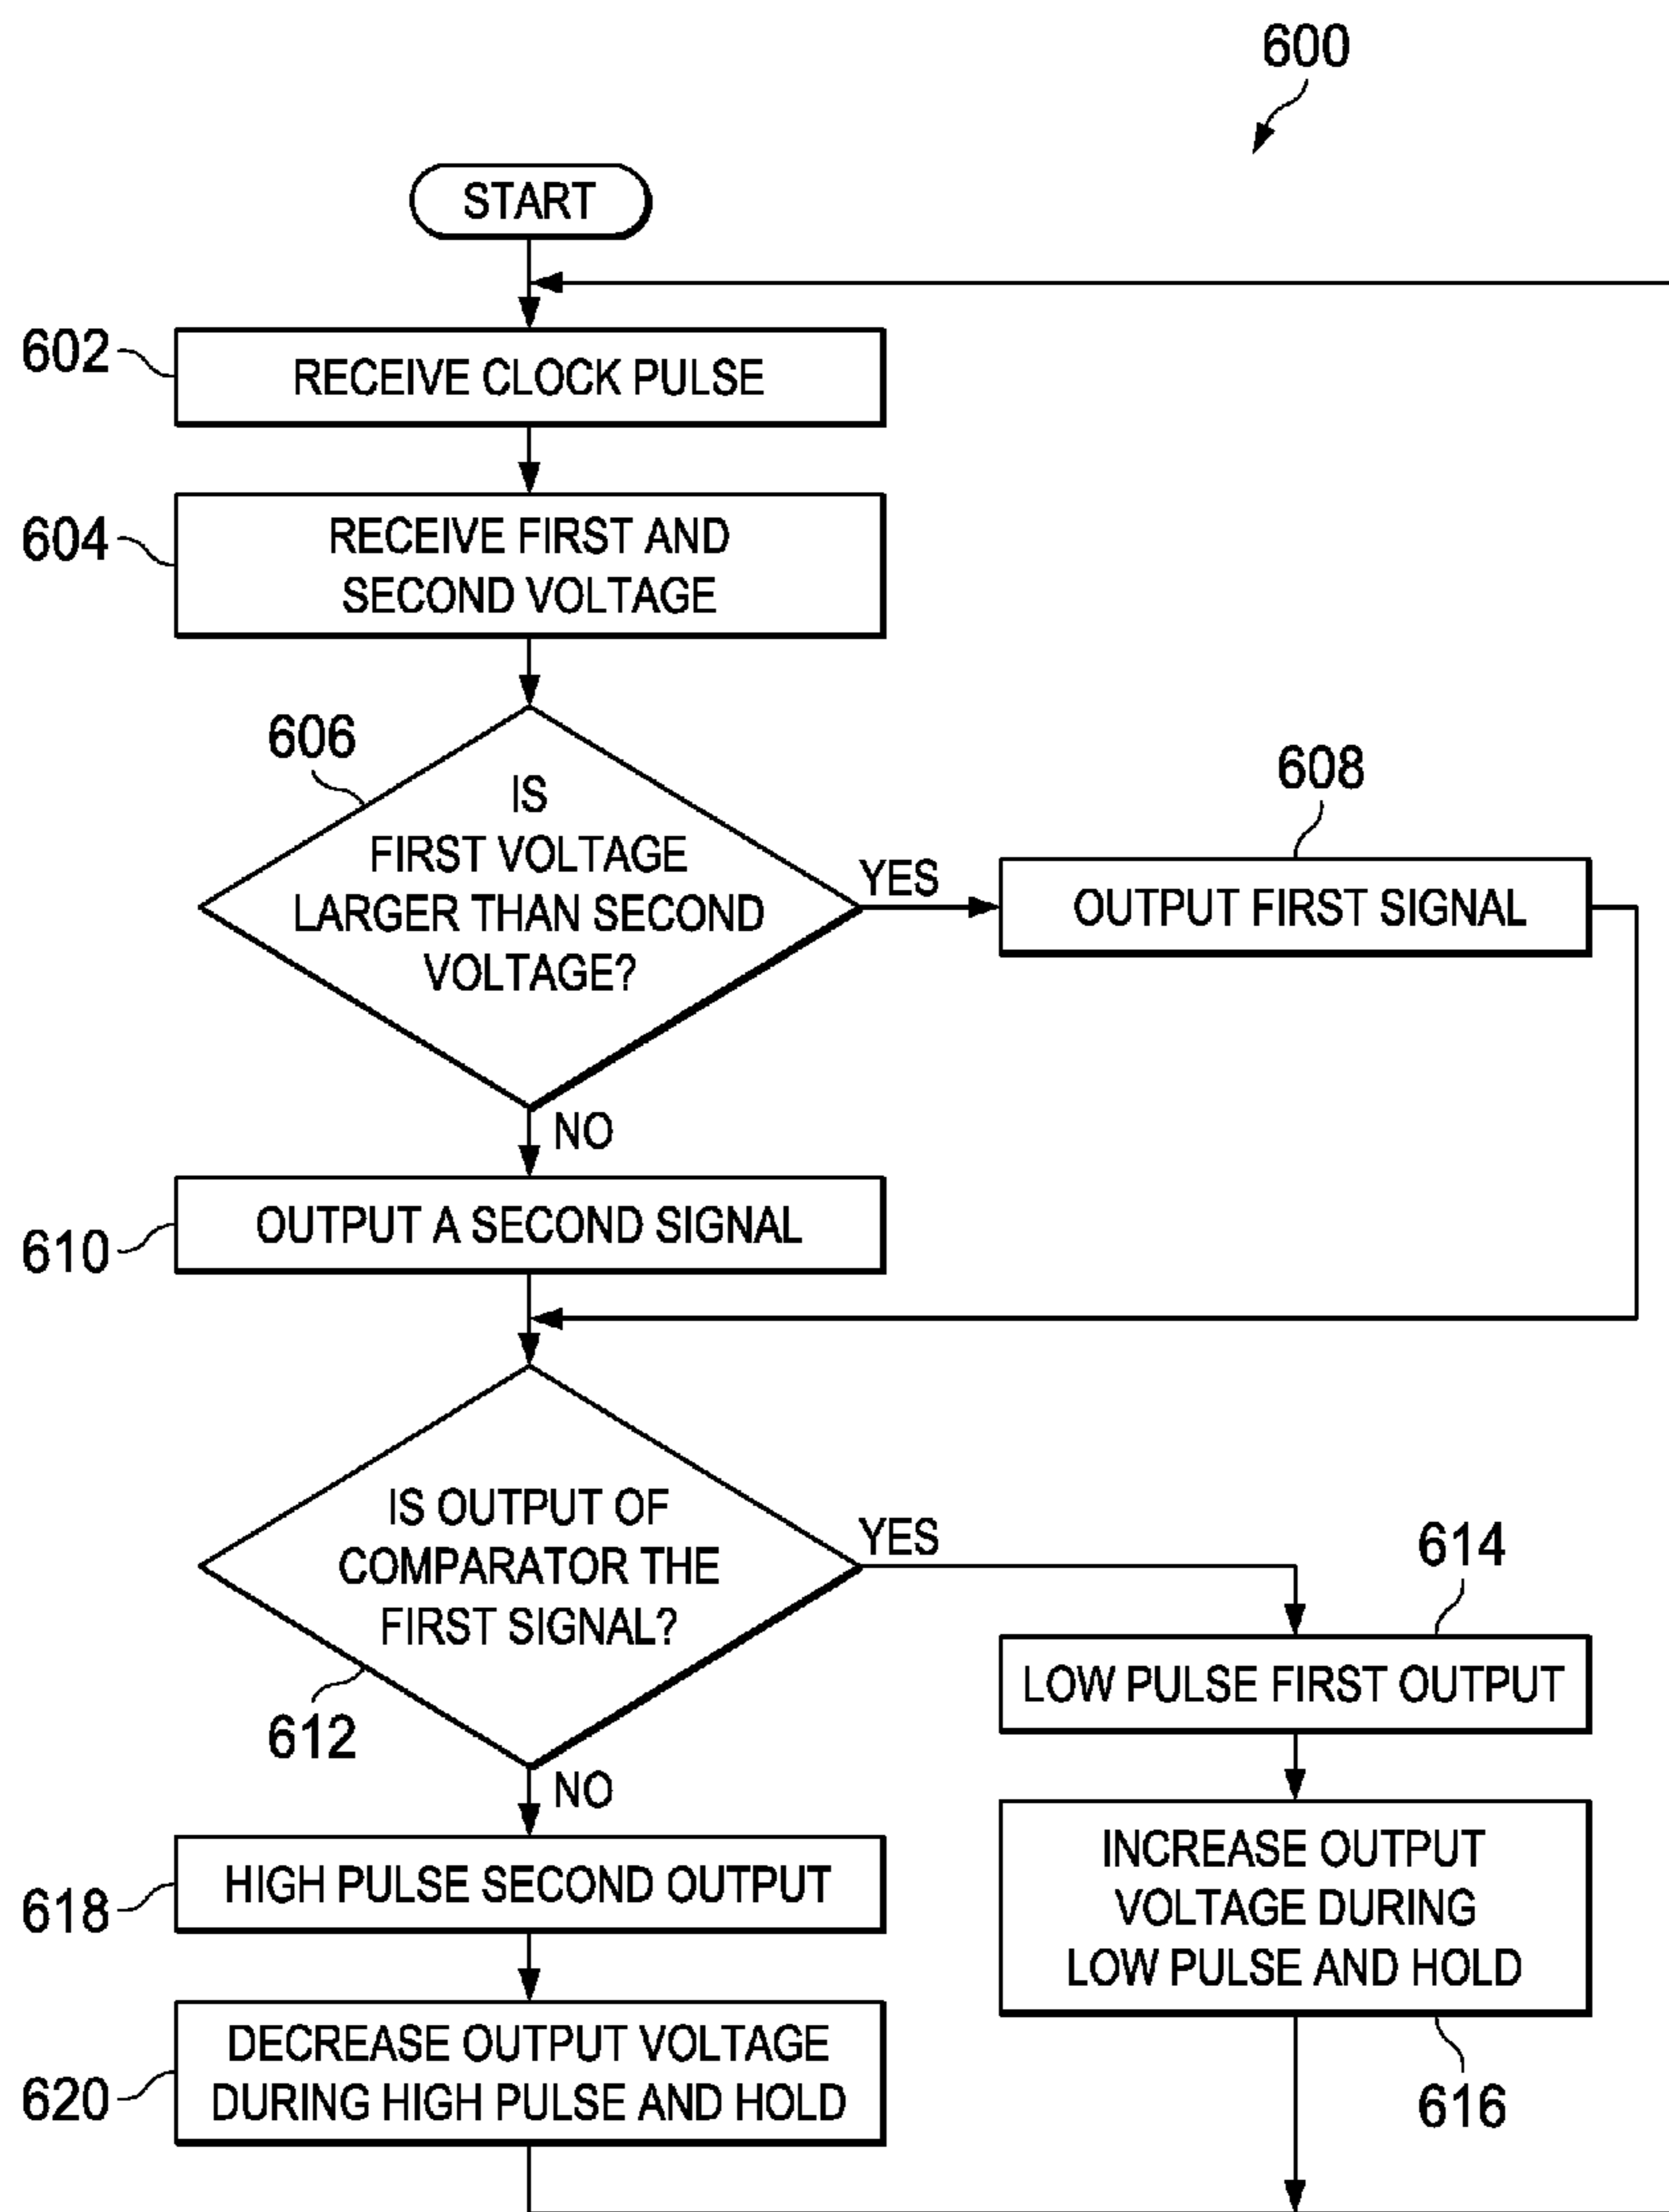 600
START
602
RECEIVE CLOCK PULSE
604
RECEIVE FIRST AND
SECOND VOLTAGE
606
IS
FIRST VOLTAGE
LARGER THAN SECOND
VOLTAGE?
YES
608
OUTPUT FIRST SIGNAL
NO
610
OUTPUT A SECOND SIGNAL
IS OUTPUT OF
COMPARATOR THE
FIRST SIGNAL?
612
YES
614
LOW PULSE FIRST OUTPUT
INCREASE OUTPUT
VOLTAGE DURING
LOW PULSE AND HOLD
616
NO
618
HIGH PULSE SECOND OUTPUT
620
DECREASE OUTPUT VOLTAGE
DURING HIGH PULSE AND HOLD